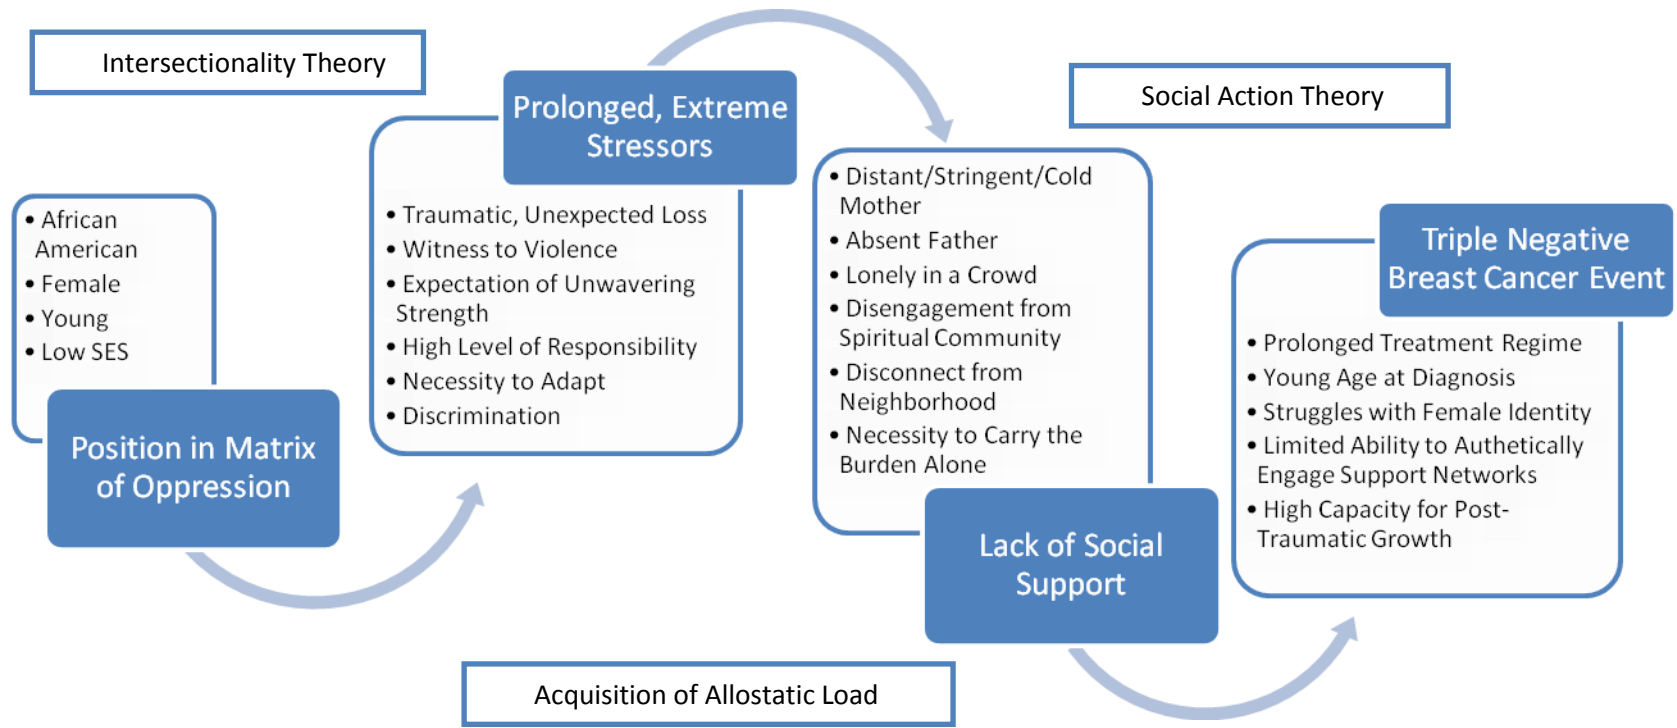 Intersectionality Theory
• African
American
• Female
• Young
• Low SES
Position in Matrix
of Oppression
Prolonged, Extreme
Stressors
• Traumatic, Unexpected Loss
• Witness to Violence
• Expectation of Unwavering
Strength
• High Level of Responsibility
• Necessity to Adapt
• Discrimination
Social Action Theory
• Distant/Stringent/Cold
Mother
• Absent Father
• Lonely in a Crowd
• Disengagement from
Spiritual Community
• Disconnect from
Neighborhood
• Necessity to Carry the
Burden Alone
Lack of Social
Support
Triple Negative
Breast Cancer Event
• Prolonged Treatment Regime
• Young Age at Diagnosis
• Struggles with Female Identity
• Limited Ability to Authetically
Engage Support Networks
• High Capacity for Post-
Traumatic Growth
Acquisition of Allostatic Load